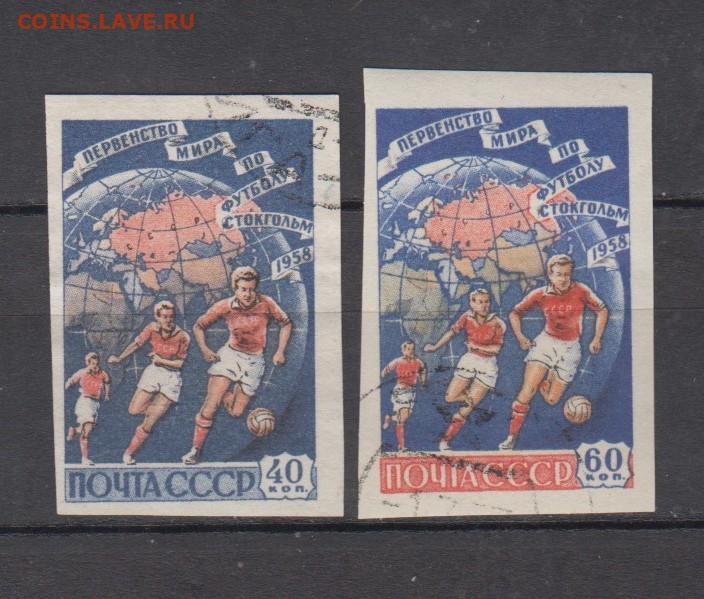 COINS.LAVE.RU
ПЕРВЕНСТВО
МИРА
ПО
ФУТБОЛУ
СТОКГОЛЬМ
1958
ПОЧТА СССР
40
КОП.
ПЕРВЕНСТВО
МИРА
ПО
ФУТБОЛУ
СТОКГОЛЬМ
1958
СССР
ПОЧТА СССР
60
КОП.